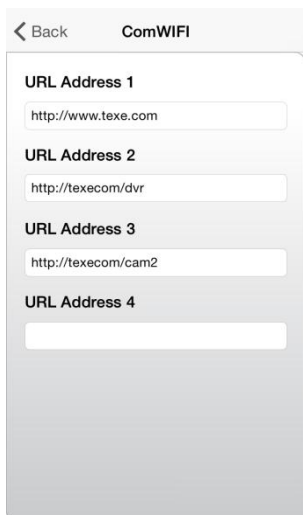 Back ComWIFI
URL Address 1
http://www.texe.com
URL Address 2
http://texecom/dvr
URL Address 3
http://texecom/cam2
URL Address 4